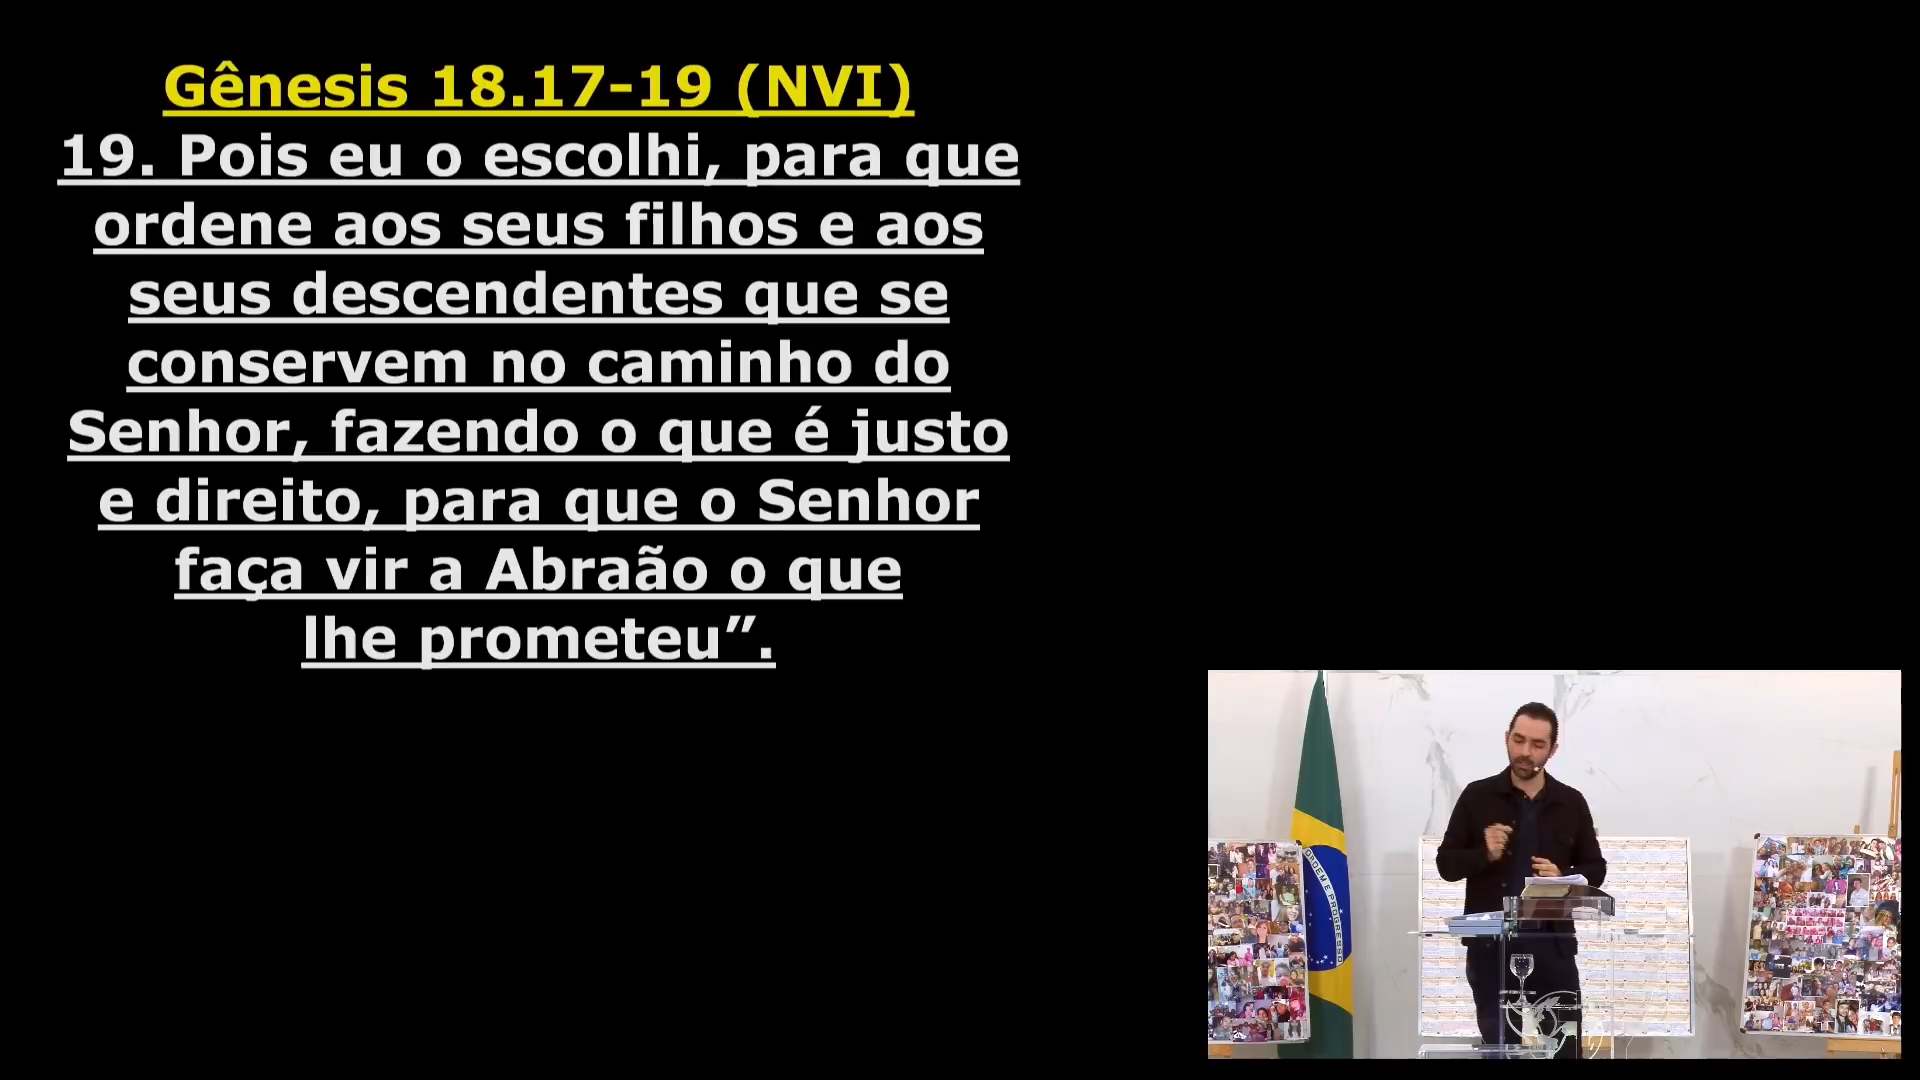 Gênesis 18.17-19 (NVI)
19. Pois eu o escolhi, para que
ordene aos seus filhos e aos
seus descendentes que se
conservem no caminho do
Senhor, fazendo o que é justo
e direito, para que o Senhor
faça vir a Abraão o que
lhe prometeu”.
ORDEM E PROGRESSO